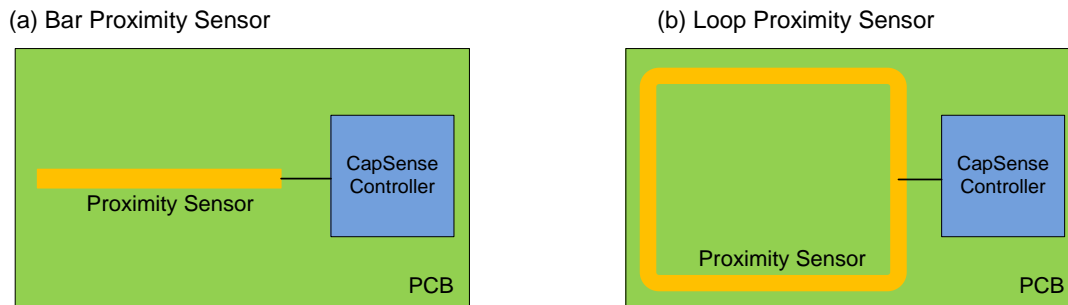 (a) Bar Proximity Sensor
CapSense
Controller
Proximity Sensor
PCB
(b) Loop Proximity Sensor
CapSense
Controller
Proximity Sensor
PCB